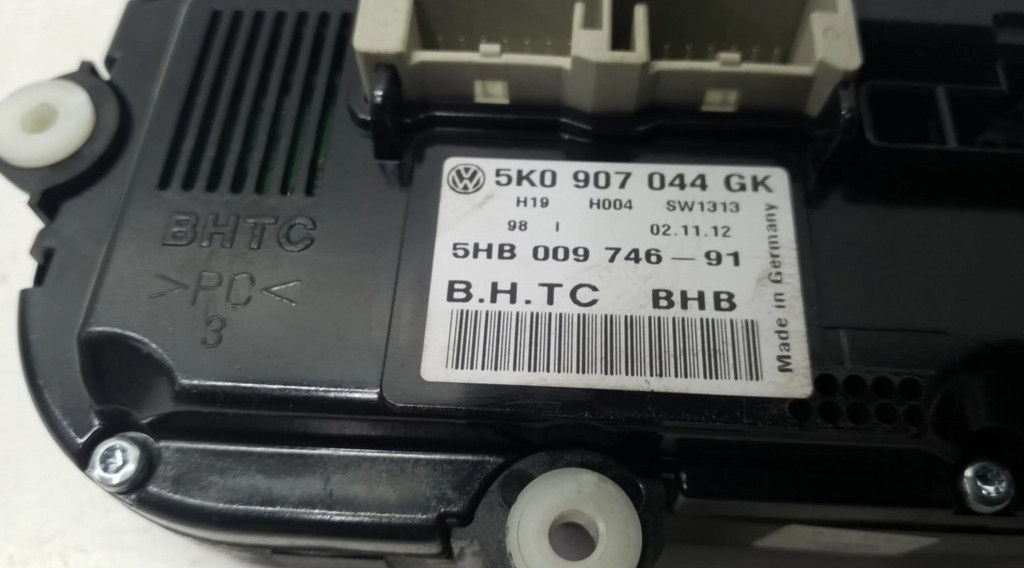 VW 5K0 907 044 GK
H19 H004 SW1313
98 I 02.11.12
5HB 009 746 - 91
B.H.TC BHB
Made in Germany
BHTC
>PC<
3